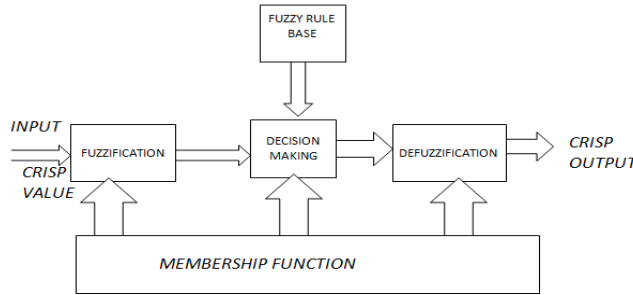 FUZZY RULE
BASE
INPUT
CRISP
VALUE
FUZZIFICATION
DECISION
MAKING
DEFUZZIFICATION
CRISP
OUTPUT
MEMBERSHIP FUNCTION